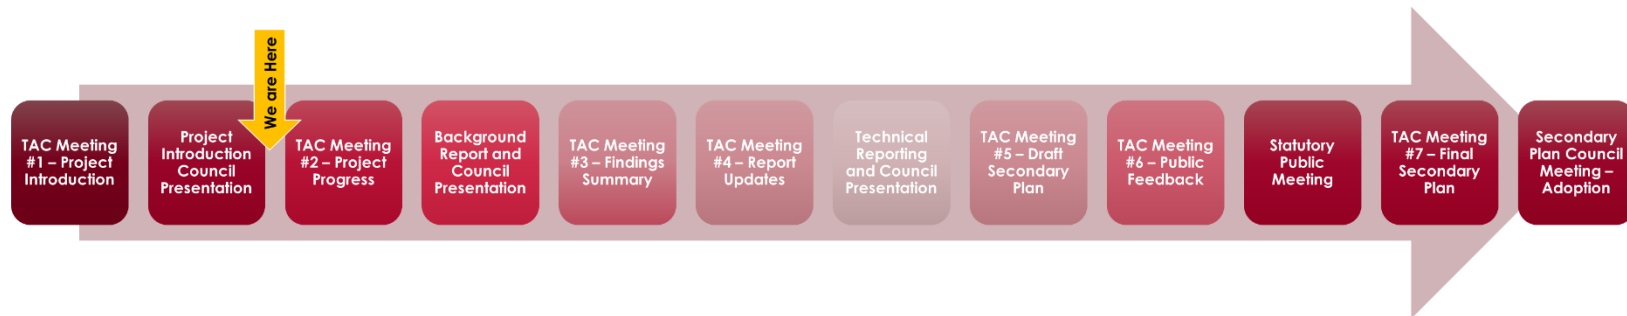 We are Here
TAC Meeting
#1 – Project
Introduction
Project
Introduction
Council
Presentation
TAC Meeting
#2 – Project
Progress
Background
Report and
Council
Presentation
TAC Meeting
#3 – Findings
Summary
TAC Meeting
#4 – Report
Updates
Technical
Reporting
and Council
Presentation
TAC Meeting
#5 – Draft
Secondary
Plan
TAC Meeting
#6 – Public
Feedback
Statutory
Public
Meeting
TAC Meeting
#7 – Final
Secondary
Plan
Secondary
Plan Council
Meeting –
Adoption